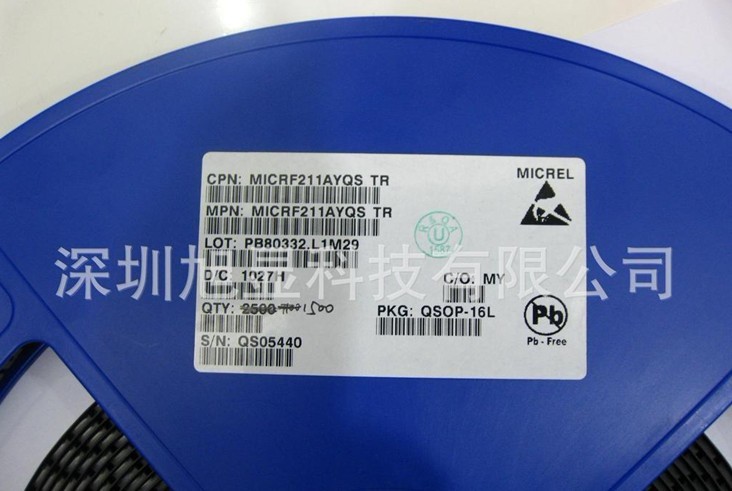 CPN: MICRF211AYQS TR
MICREL
MPN: MICRF211AYQS TR
LOT: PB80332.L1M29
深圳旭昱科技有限公司
D/C: 1027H
C/O: MY
QTY: 2500 1500
PKG: QSOP-16L
Pb
Pb-Free
S/N: QS05440